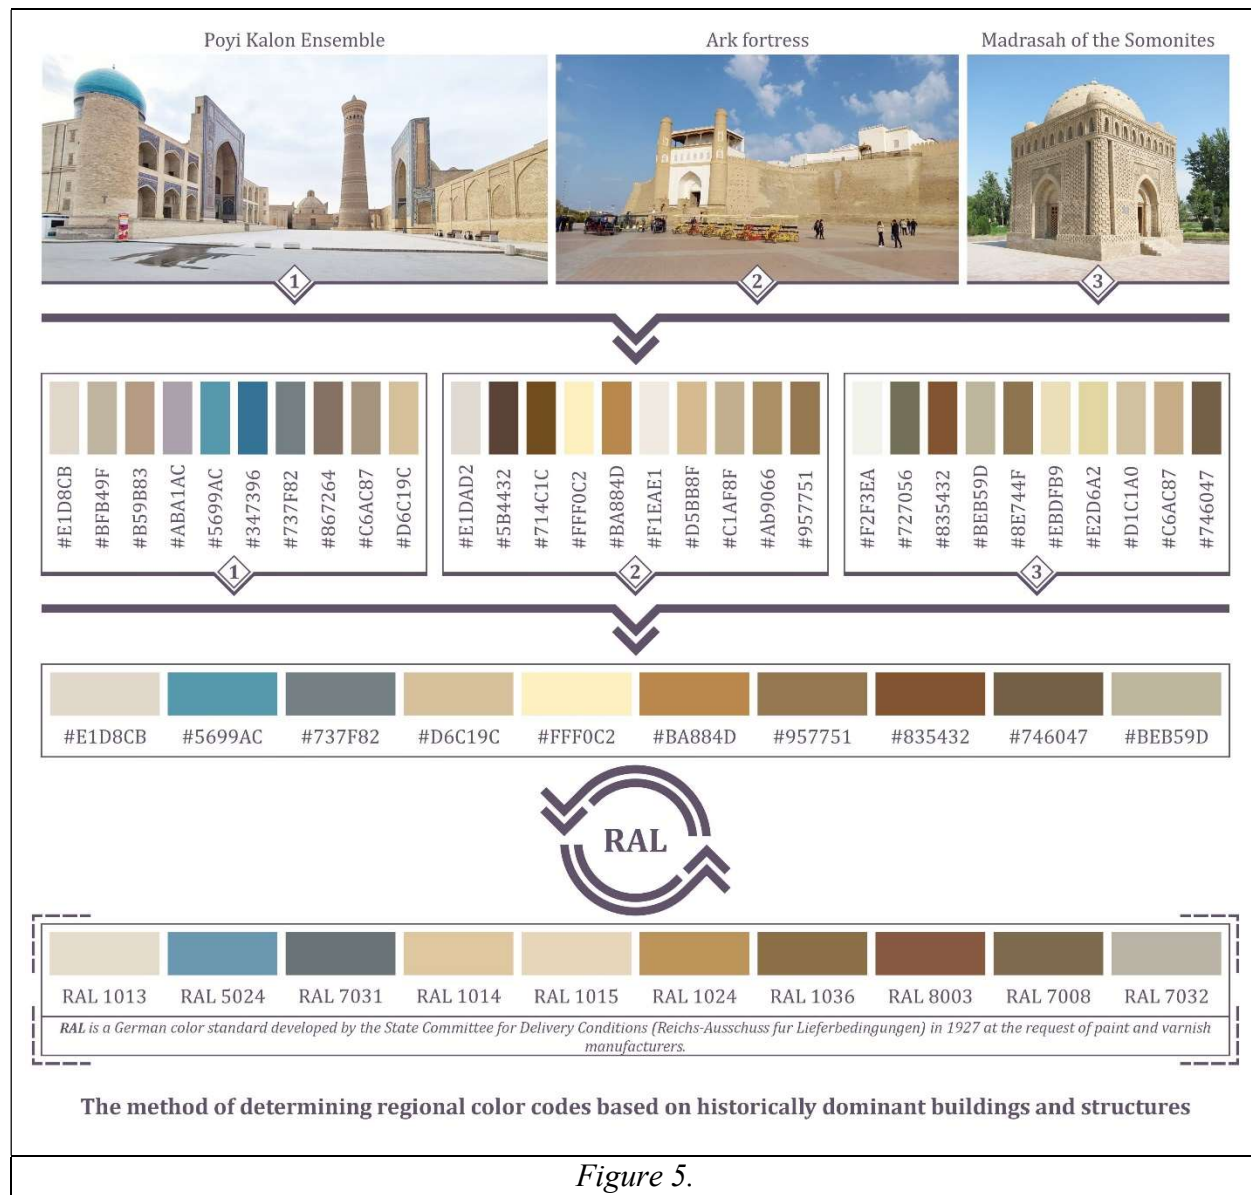 Poyi Kalon Ensemble
Ark fortress
Madrasah of the Somonites
1
2
3
#E1D8CB
#BFB49F
#B59B83
#ABA1AC
#5699AC
#347396
#737F82
#867264
#C6AC87
#D6C19C
#E1DAD2
#5B4432
#714C1C
#FFF0C2
#BA884D
#F1EAE1
#D5BB8F
#C1AF8F
#Ab9066
#957751
#F2F3EA
#727056
#835432
#BEB59D
#8E744F
#EBDFB9
#E2D6A2
#D1C1A0
#C6AC87
#746047
1
2
3
#E1D8CB
#5699AC
#737F82
#D6C19C
#FFF0C2
#BA884D
#957751
#835432
#746047
#BEB59D
RAL
RAL 1013
RAL 5024
RAL 7031
RAL 1014
RAL 1015
RAL 1024
RAL 1036
RAL 8003
RAL 7008
RAL 7032
RAL is a German color standard developed by the State Committee for Delivery Conditions (Reichs-Ausschuss fur Lieferbedingungen) in 1927 at the request of paint and varnish
manufacturers.
The method of determining regional color codes based on historically dominant buildings and structures
Figure 5.